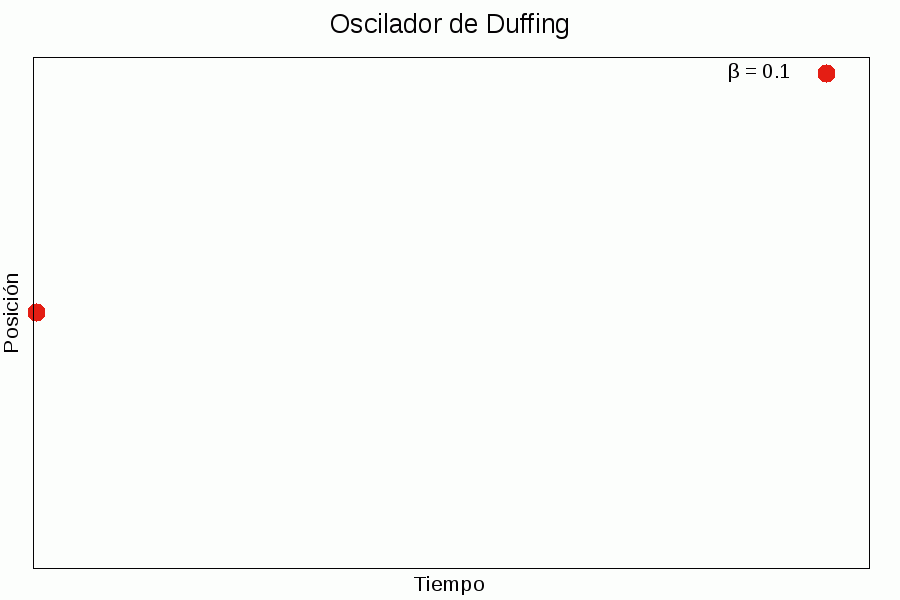 Oscilador de Duffing
β = 0.1
Posición
Tiempo